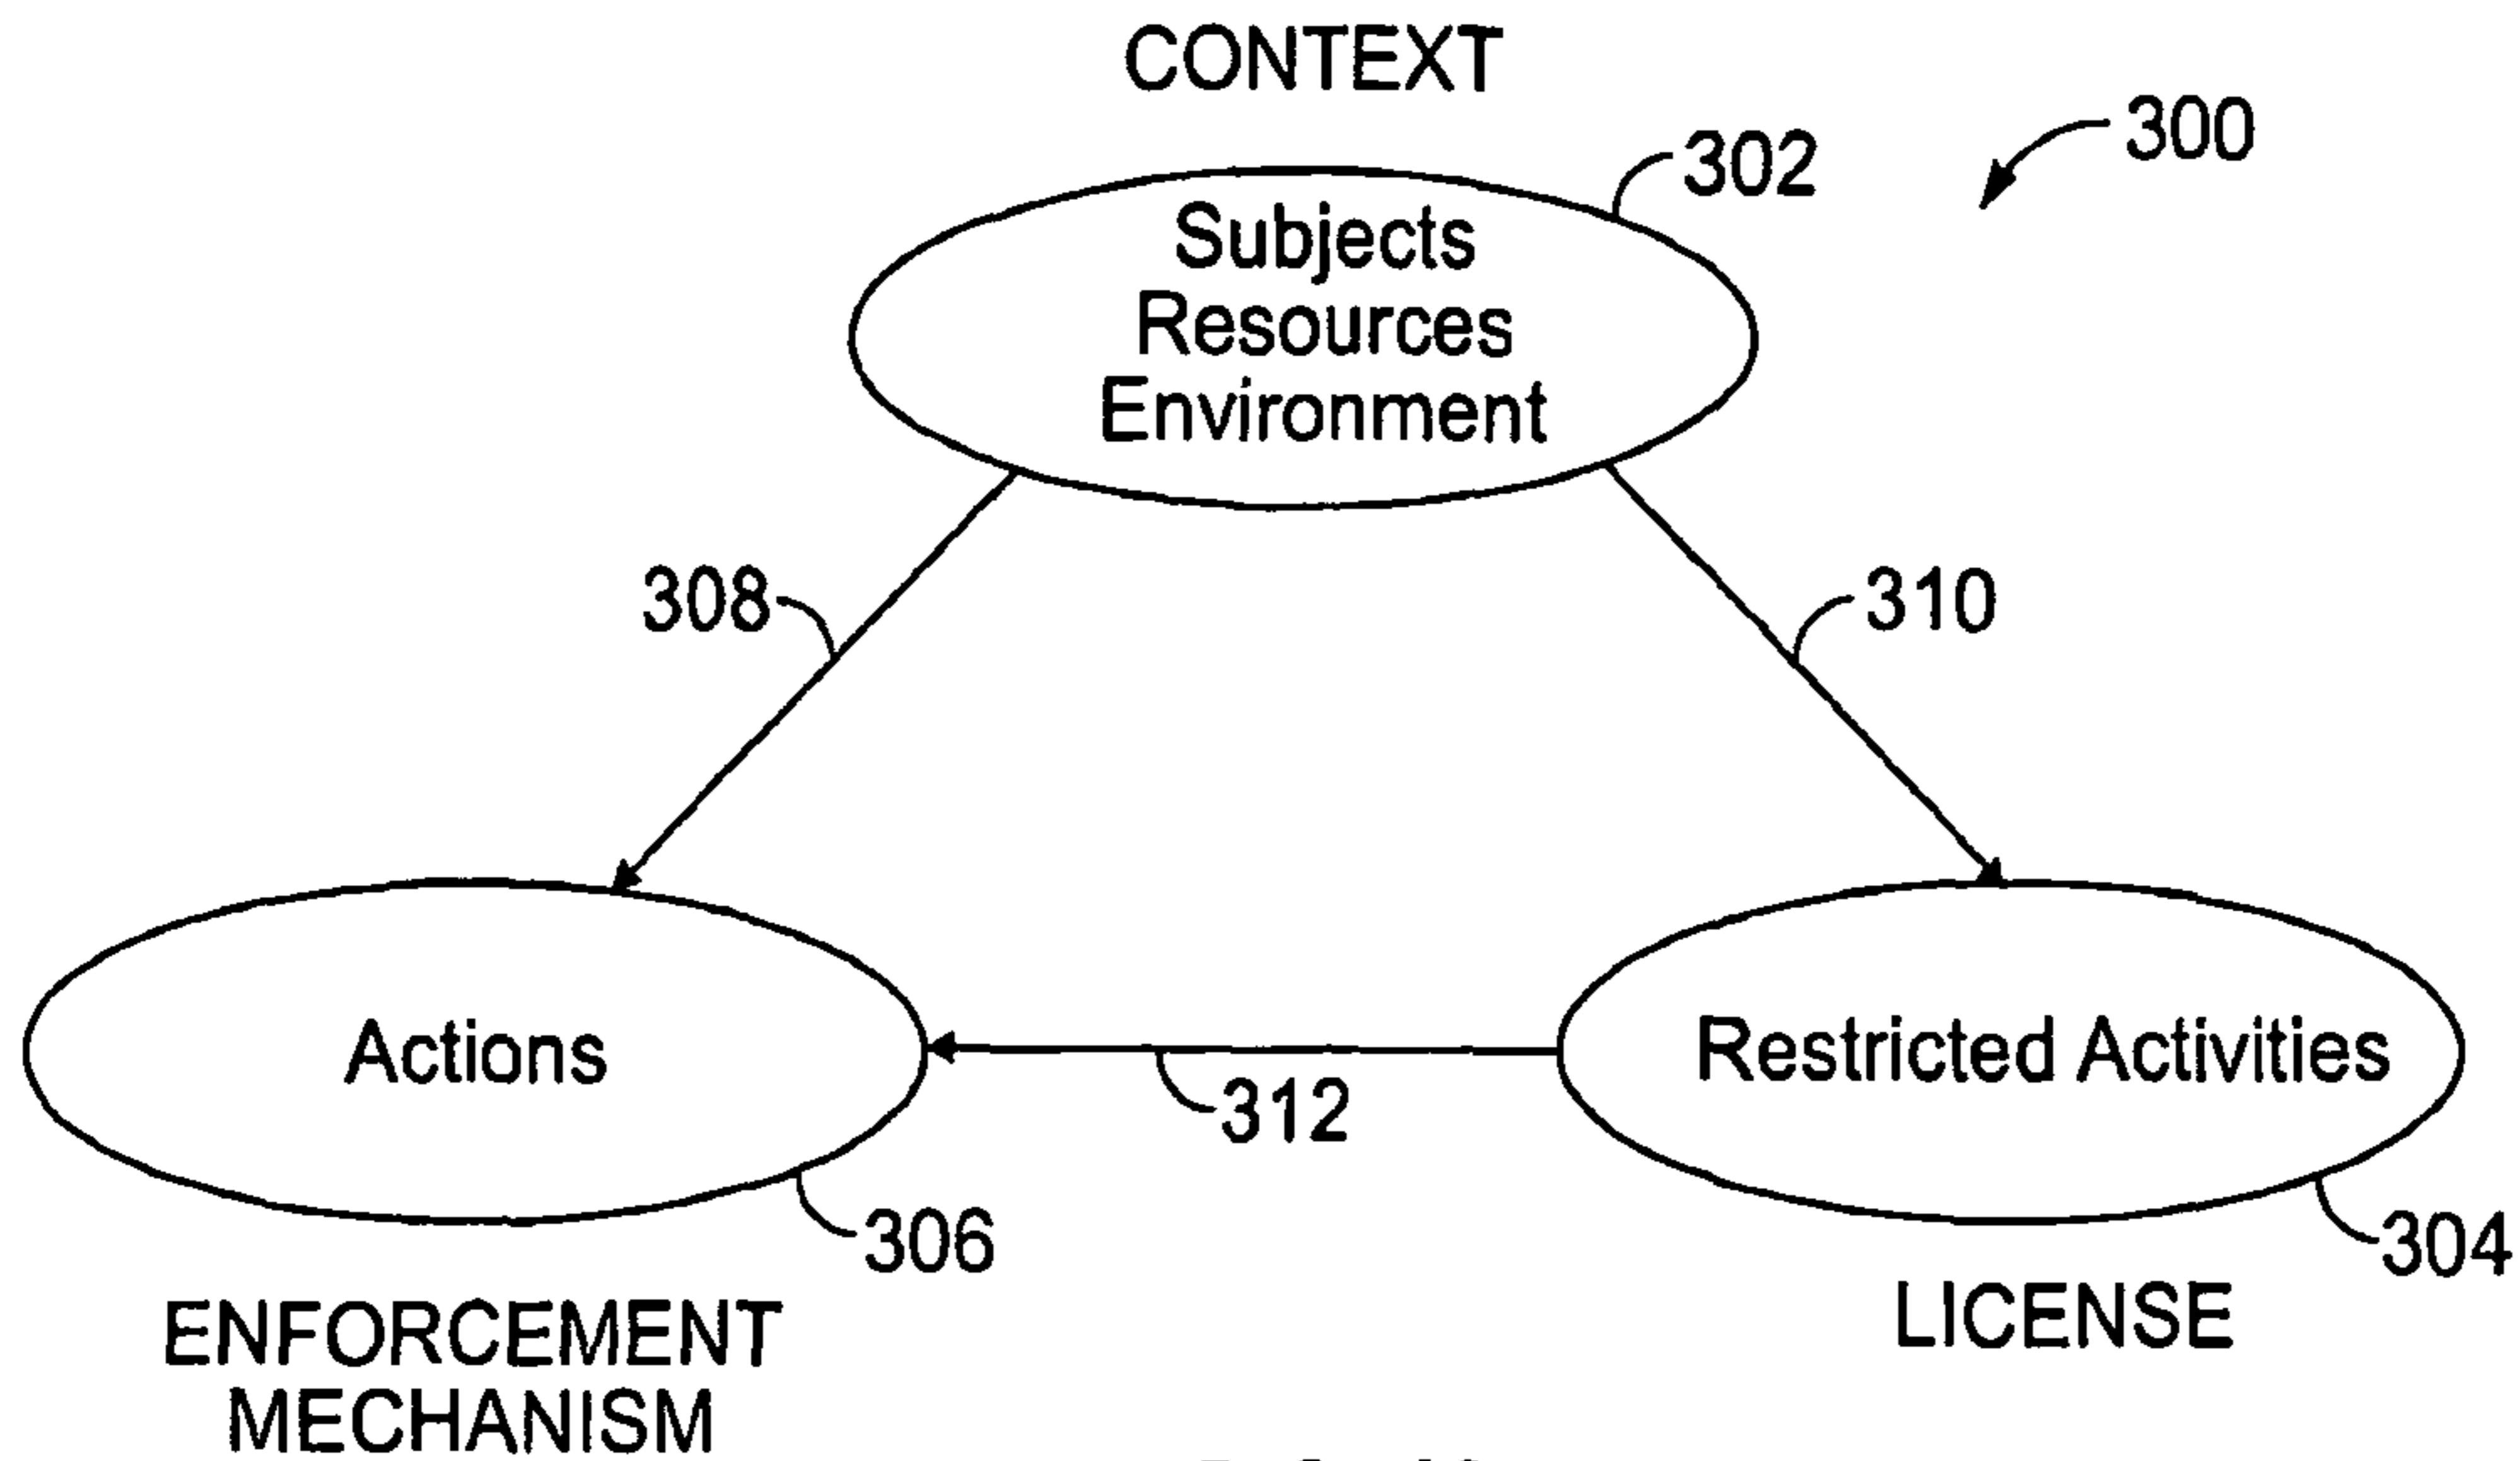 CONTEXT
300
302
Subjects
Resources
Environment
308
310
Actions
Restricted Activities
312
306
304
ENFORCEMENT
MECHANISM
LICENSE